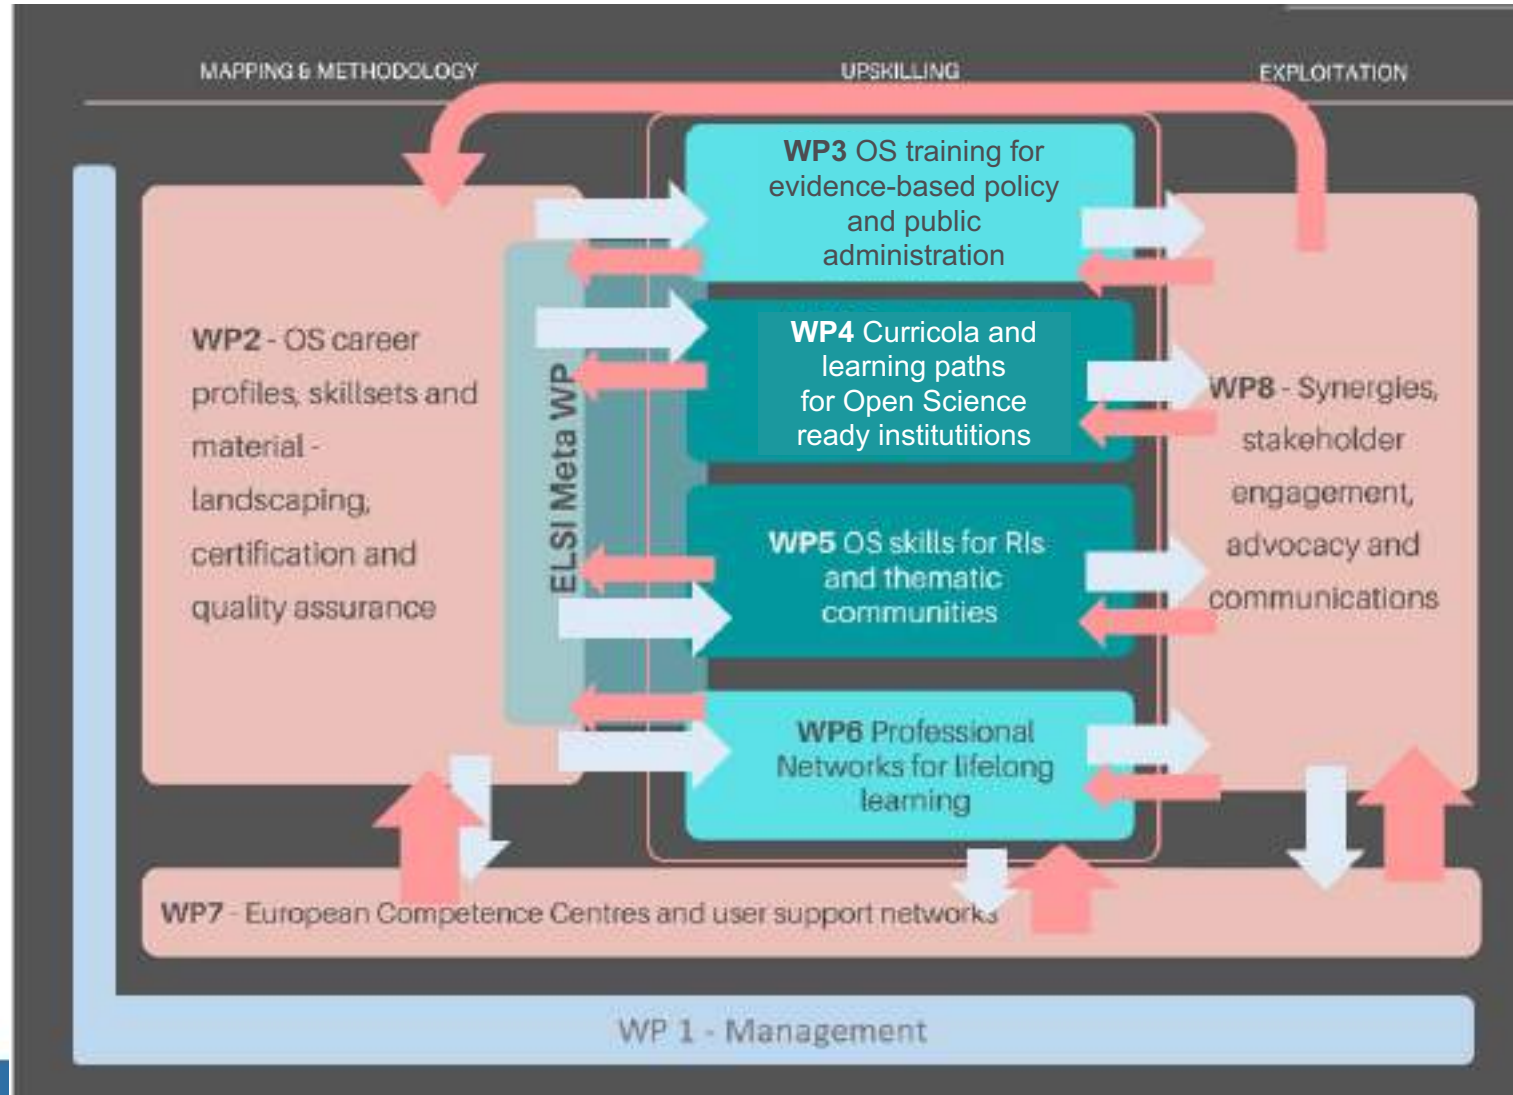 MAPPING & METHODOLOGY
UPSKILLING
EXPLOITATION
WP2 - OS career
profiles, skillsets and
material -
landscaping,
certification and
quality assurance
ELSI Meta WP
WP3 OS training for
evidence-based policy
and public
administration
WP4 Curricola and
learning paths
for Open Science
ready institutitions
WP5 OS skills for RIs
and thematic
communities
WP6 Professional
Networks for lifelong
learning
WP8 - Synergies,
stakeholder
engagement,
advocacy and
communications
WP7 - European Competence Centres and user support networks
WP 1 - Management